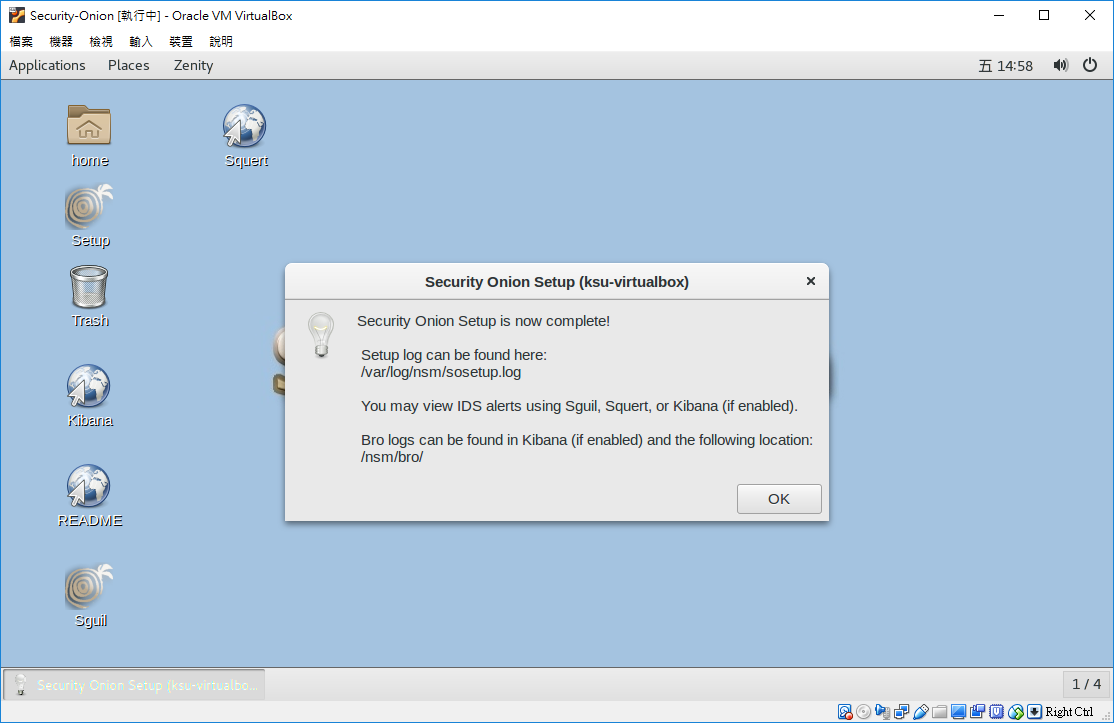 Security-Onion [執行中] - Oracle VM VirtualBox
檔案 機器 檢視 輸入 裝置 說明
Applications Places Zenity 五 14:58
home
Squert
Setup
Trash
Kibana
README
Sguil
Security Onion Setup (ksu-virtualbox)
Security Onion Setup is now complete!
Setup log can be found here:
/var/log/nsm/sosetup.log
You may view IDS alerts using Sguil, Squert, or Kibana (if enabled).
Bro logs can be found in Kibana (if enabled) and the following location:
/nsm/bro/
OK
Security Onion Setup (ksu-virtualbo... 1 / 4
Right Ctrl